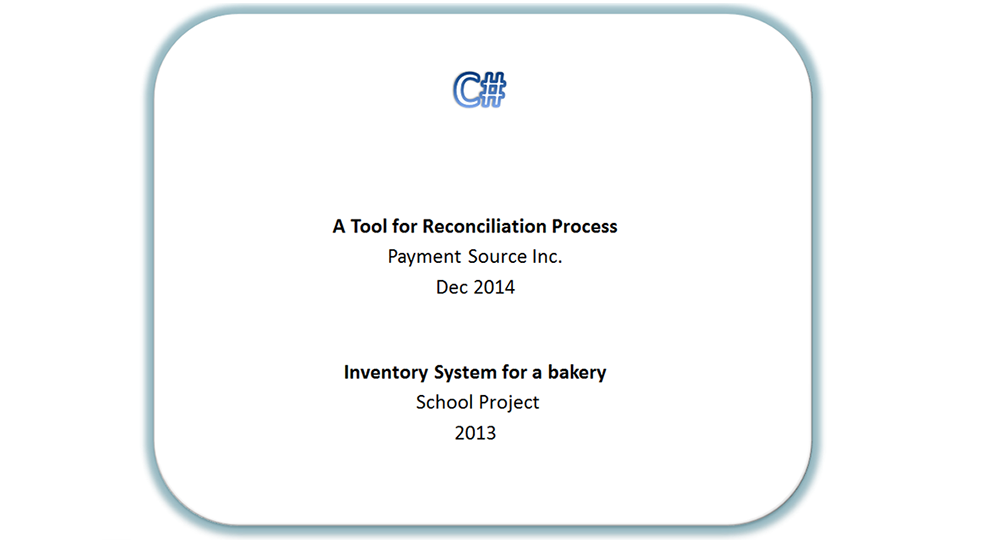 C#
A Tool for Reconciliation Process
Payment Source Inc.
Dec 2014
Inventory System for a bakery
School Project
2013